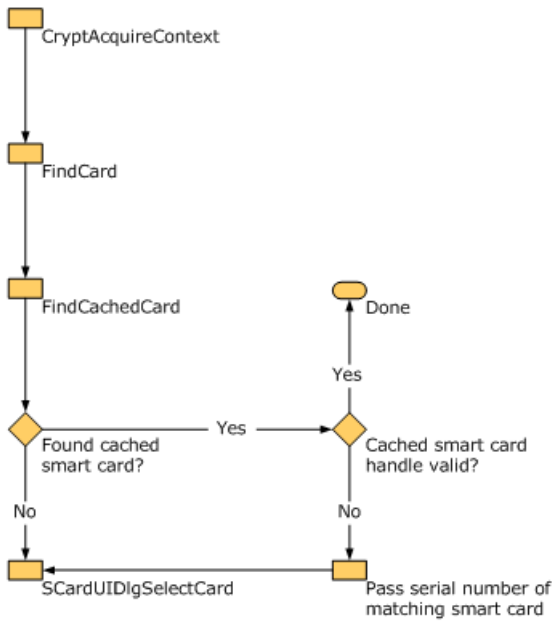 CryptAcquireContext
FindCard
FindCachedCard
Done
Yes
Found cached
smart card?
Yes
Cached smart card
handle valid?
No
No
SCardUIDlgSelectCard
Pass serial number of
matching smart card